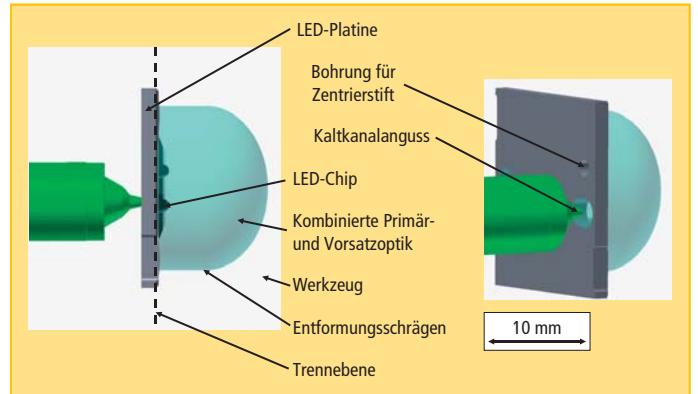 LED-Platine
Bohrung für
Zentrierstift
Kaltkanalanguss
LED-Chip
Kombinierte Primär-
und Vorsatzoptik
Werkzeug
Entformungsschrägen
Trennebene
10 mm